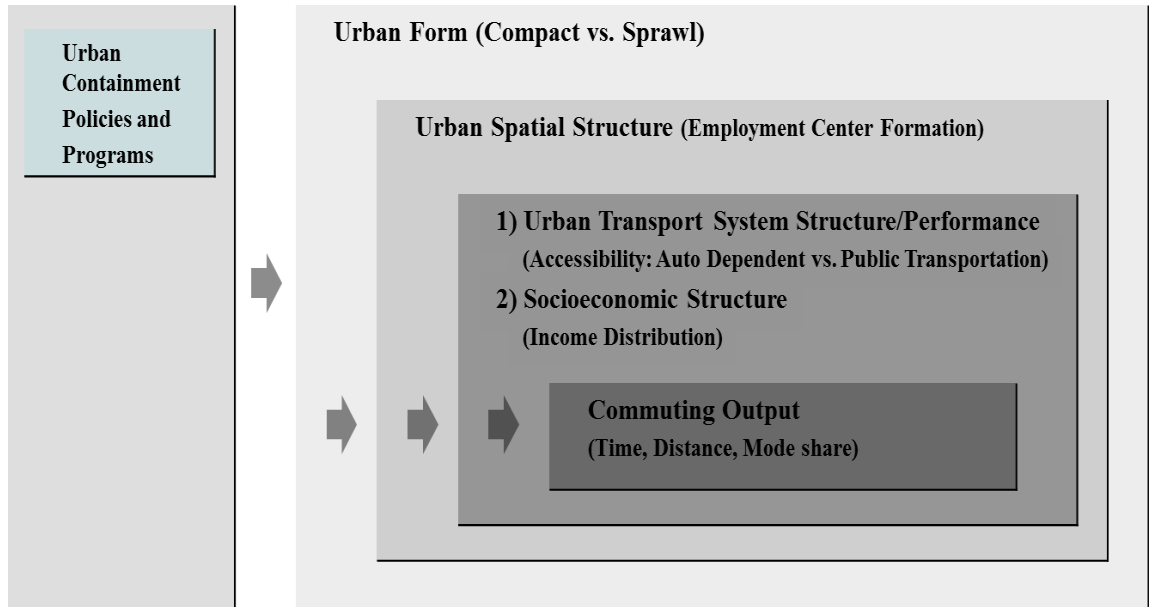 Urban
Containment
Policies and
Programs
Urban Form (Compact vs. Sprawl)
Urban Spatial Structure (Employment Center Formation)
1) Urban Transport System Structure/Performance
(Accessibility: Auto Dependent vs. Public Transportation)
2) Socioeconomic Structure
(Income Distribution)
Commuting Output
(Time, Distance, Mode share)